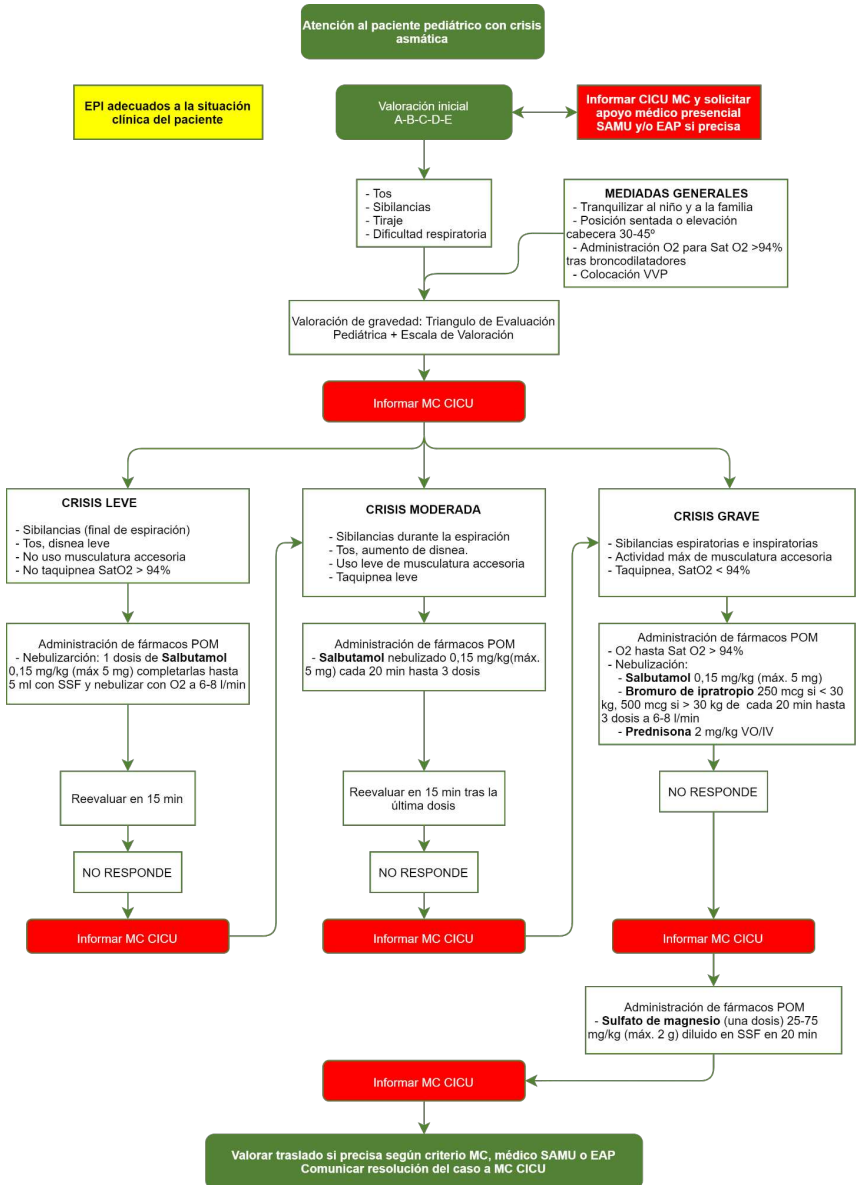 Atención al paciente pediátrico con crisis
asmática
EPI adecuados a la situación
clínica del paciente
Valoración inicial
A-B-C-D-E
Informar CICU MC y solicitar
apoyo médico presencial
SAMU y/o EAP si precisa
- Tos
- Sibilancias
- Tiraje
- Dificultad respiratoria
MEDIADAS GENERALES
- Tranquilizar al niño y a la familia
- Posición sentada o elevación
cabecera 30-45º
- Administración O2 para Sat O2 >94%
tras broncodilatadores
- Colocación VVP
Valoración de gravedad: Triangulo de Evaluación
Pediátrica + Escala de Valoración
Informar MC CICU
CRISIS LEVE
- Sibilancias (final de espiración)
- Tos, disnea leve
- No uso musculatura accesoria
- No taquipnea SatO2 > 94%
CRISIS MODERADA
- Sibilancias durante la espiración
- Tos, aumento de disnea.
- Uso leve de musculatura accesoria
- Taquipnea leve
CRISIS GRAVE
- Sibilancias espiratorias e inspiratorias
- Actividad máx de musculatura accesoria
- Taquipnea, SatO2 < 94%
Administración de fármacos POM
- Nebulizarción: 1 dosis de Salbutamol
0,15 mg/kg (máx 5 mg) completarlas hasta
5 ml con SSF y nebulizar con O2 a 6-8 l/min
Administración de fármacos POM
- Salbutamol nebulizado 0,15 mg/kg(máx.
5 mg) cada 20 min hasta 3 dosis
Administración de fármacos POM
- O2 hasta Sat O2 > 94%
- Nebulización:
- Salbutamol 0,15 mg/kg (máx. 5 mg)
- Bromuro de ipratropio 250 mcg si < 30
kg, 500 mcg si > 30 kg de cada 20 min hasta
3 dosis a 6-8 l/min
- Prednisona 2 mg/kg VO/IV
Reevaluar en 15 min
Reevaluar en 15 min tras la
última dosis
NO RESPONDE
NO RESPONDE
NO RESPONDE
Informar MC CICU
Informar MC CICU
Informar MC CICU
Administración de fármacos POM
- Sulfato de magnesio (una dosis) 25-75
mg/kg (máx. 2 g) diluido en SSF en 20 min
Informar MC CICU
Valorar traslado si precisa según criterio MC, médico SAMU o EAP
Comunicar resolución del caso a MC CICU